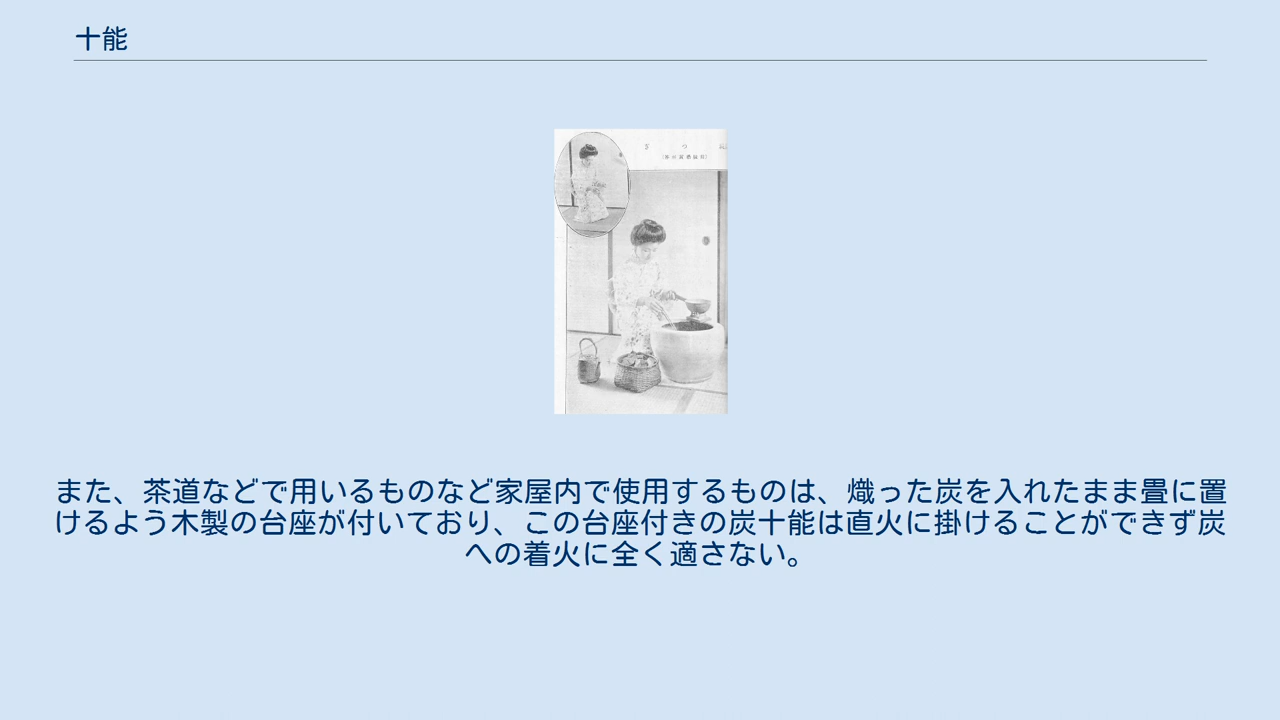 十能
また、茶道などで用いるものなど家屋内で使用するものは、熾った炭を入れたまま畳に置
けるよう木製の台座が付いており、この台座付きの炭十能は直火に掛けることができず炭
への着火に全く適さない。